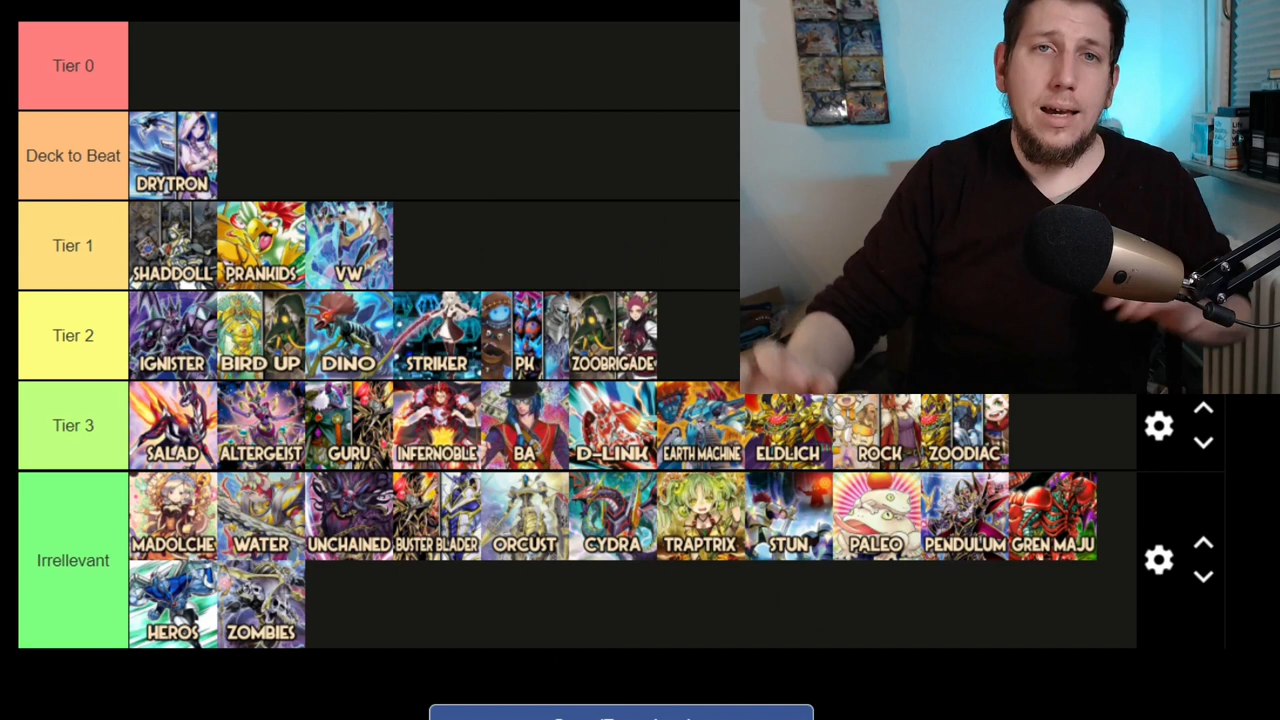 Tier 0
Deck to Beat
DRYTRON
Tier 1
SHADDOLL PRANKIDS VW
Tier 2
IGNISTER BIRD UP DINO STRIKER PK ZOOBRIGADE
Tier 3
SALAD ALTERGEIST GURU INFERNOBLE BA D-LINK EARTH MACHINE ELDLICH ROCK ZOODIAC
Irrellevant
MADOLCHE WATER UNCHAINED BUSTER BLADER ORCUST CYDRA TRAPTRIX STUN PALEO PENDULUM GREN MAJU
HEROS ZOMBIES